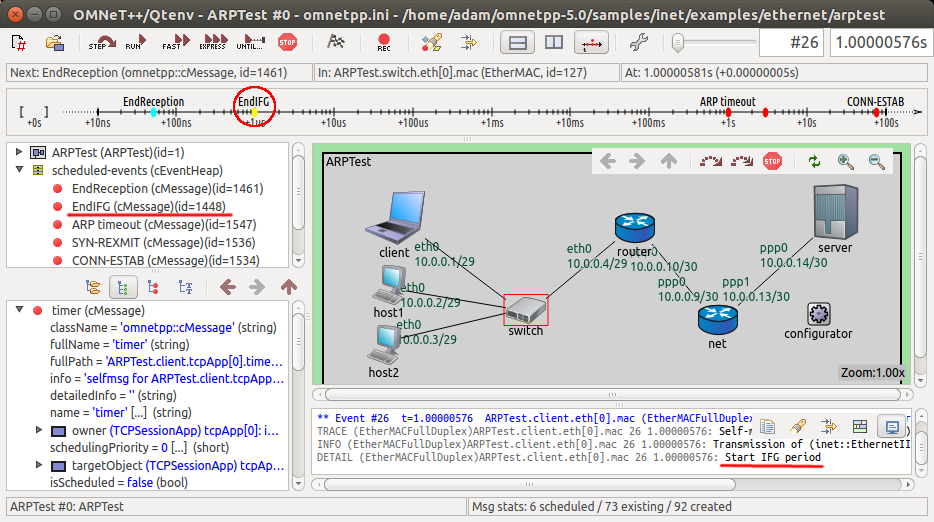 OMNeT++/Qtenv - ARPTest #0 - omnetpp.ini - /home/adam/omnetpp-5.0/samples/inet/examples/ethernet/arptest
STEP RUN FAST EXPRESS UNTIL... STOP REC #26 1.00000576s
Next: EndReception (omnetpp::cMessage, id=1461) In: ARPTest.switch.eth[0].mac (EtherMAC, id=127) At: 1.00000581s (+0.00000005s)
EndReception EndIFG ARP timeout CONN-ESTAB
[ ]
+0s +10ns +100ns +1us +10us +100us +1ms +10ms +100ms +1s +10s +100s
ARPTest (ARPTest)(id=1)
scheduled-events (cEventHeap)
EndReception (cMessage)(id=1461)
EndIFG (cMessage)(id=1448)
ARP timeout (cMessage)(id=1547)
SYN-REXMIT (cMessage)(id=1536)
CONN-ESTAB (cMessage)(id=1534)
timer (cMessage)
className = 'omnetpp::cMessage' (string)
fullName = 'timer' (string)
fullPath = 'ARPTest.client.tcpApp[0].time...
info = 'selfmsg for ARPTest.client.tcpApp...
detailedInfo = '' (string)
name = 'timer' [...] (string)
owner (TCPSessionApp) tcpApp[0]: i...
schedulingPriority = 0 [...] (short)
targetObject (TCPSessionApp) tcpAp...
isScheduled = false (bool)
ARPTest
STOP
client
eth0
10.0.0.1/29
host1
eth0
10.0.0.2/29
host2
eth0
10.0.0.3/29
switch
eth0
10.0.0.4/29
router
10.0.0.10/30
ppp0
10.0.0.9/30
net
ppp1
10.0.0.13/30
ppp0
10.0.0.14/30
server
configurator
Zoom:1.00x
** Event #26 t=1.00000576 ARPTest.client.eth[0].mac (EtherMACFullDuplex
TRACE (EtherMACFullDuplex)ARPTest.client.eth[0].mac 26 1.00000576: Self-m
INFO (EtherMACFullDuplex)ARPTest.client.eth[0].mac 26 1.00000576: Transmission of (inet::EthernetII
DETAIL (EtherMACFullDuplex)ARPTest.client.eth[0].mac 26 1.00000576: Start IFG period
ARPTest #0: ARPTest
Msg stats: 6 scheduled / 73 existing / 92 created